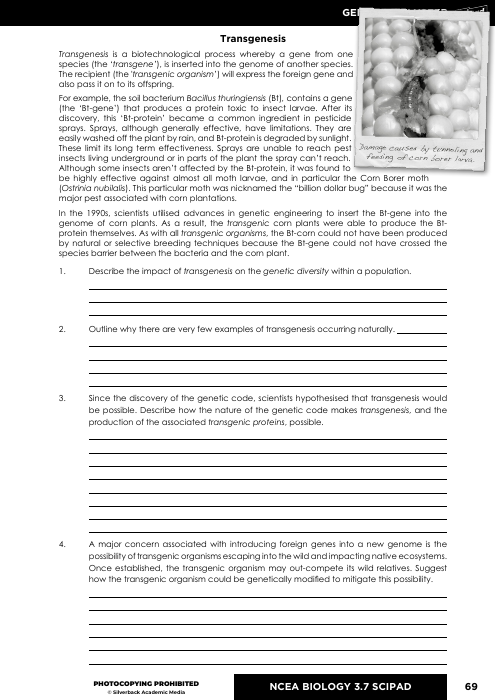 Transgenesis
Transgenesis is a biotechnological process whereby a gene from one
species (the 'transgene'), is inserted into the genome of another species.
The recipient (the 'transgenic organism') will express the foreign gene and
also pass it on to its offspring.
For example, the soil bacterium Bacillus thuringiensis (Bt), contains a gene
(the 'Bt-gene') that produces a protein toxic to insect larvae. After its
discovery, this 'Bt-protein' became a common ingredient in pesticide
sprays. Sprays, although generally effective, have limitations. They are
easily washed off the plant by rain, and Bt-protein is degraded by sunlight.
These limit its long term effectiveness. Sprays are unable to reach pest
insects living underground or in parts of the plant the spray can't reach.
Although some insects aren't affected by the Bt-protein, it was found to
be highly effective against almost all moth larvae, and in particular the Corn Borer moth
(Ostrinia nubilalis). This particular moth was nicknamed the "billion dollar bug" because it was the
major pest associated with corn plantations.
Damage causes by tunneling and
feeding of corn borer larva.
In the 1990s, scientists utilised advances in genetic engineering to insert the Bt-gene into the
genome of corn plants. As a result, the transgenic corn plants were able to produce the Bt-
protein themselves. As with all transgenic organisms, the Bt-corn could not have been produced
by natural or selective breeding techniques because the Bt-gene could not have crossed the
species barrier between the bacteria and the corn plant.
1. Describe the impact of transgenesis on the genetic diversity within a population.
2. Outline why there are very few examples of transgenesis occurring naturally.
3. Since the discovery of the genetic code, scientists hypothesised that transgenesis would
be possible. Describe how the nature of the genetic code makes transgenesis, and the
production of the associated transgenic proteins, possible.
4. A major concern associated with introducing foreign genes into a new genome is the
possibility of transgenic organisms escaping into the wild and impacting native ecosystems.
Once established, the transgenic organism may out-compete its wild relatives. Suggest
how the transgenic organism could be genetically modified to mitigate this possibility.
PHOTOCOPYING PROHIBITED
© Silverback Academic Media
NCEA BIOLOGY 3.7 SCIPAD
69